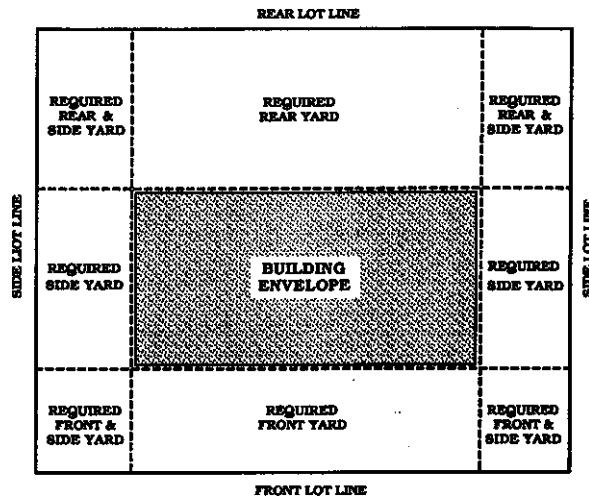 REAR LOT LINE
REQUIRED
REAR &
SIDE YARD
REQUIRED
REAR YARD
REQUIRED
REAR &
SIDE YARD
SIDE LIOT LINE
REQUIRED
SIDE YARD
BUILDING
ENVELOPE
REQUIRED
SIDE YARD
SIDE LOT LINE
REQUIRED
FRONT &
SIDE YARD
REQUIRED
FRONT YARD
REQUIRED
FRONT &
SIDE YARD
FRONT LOT LINE